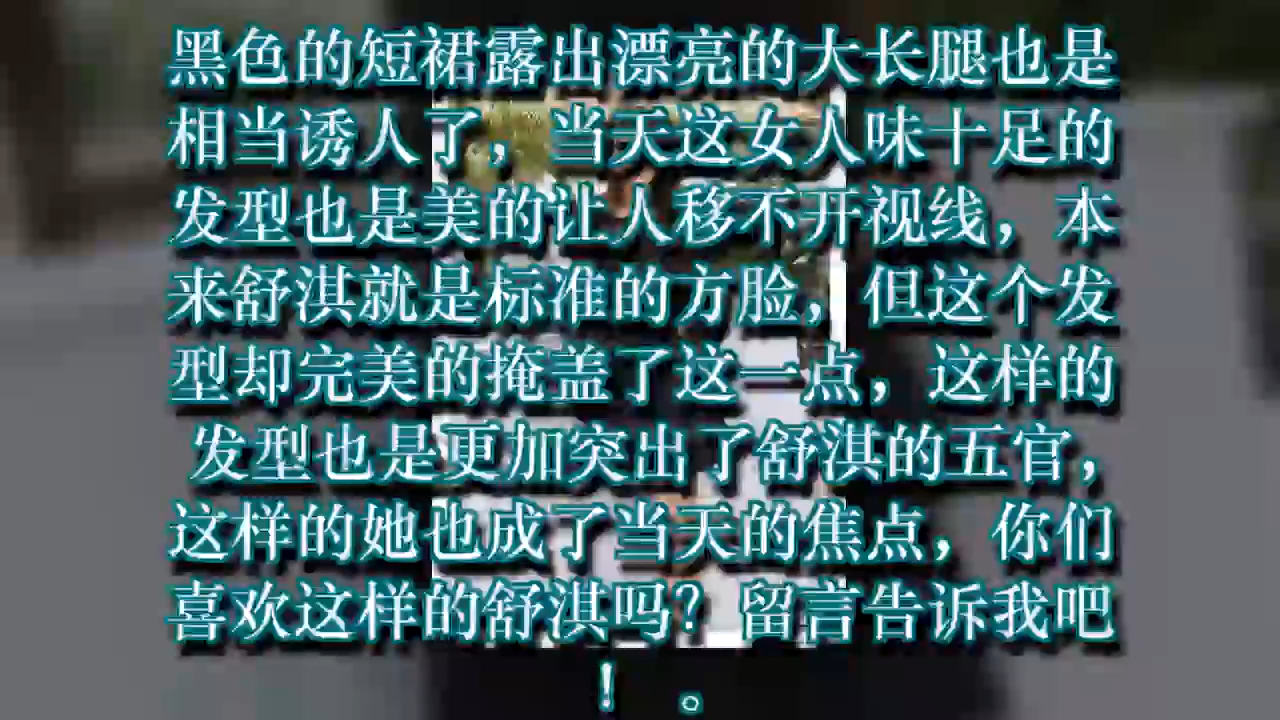 黑色的短裙露出漂亮的大长腿也是
相当诱人了，当天这女人味十足的
发型也是美的让人移不开视线，本
来舒淇就是标准的方脸，但这个发
型却完美的掩盖了这一点，这样的
发型也是更加突出了舒淇的五官，
这样的她也成了当天的焦点，你们
喜欢这样的舒淇吗？留言告诉我吧
！。